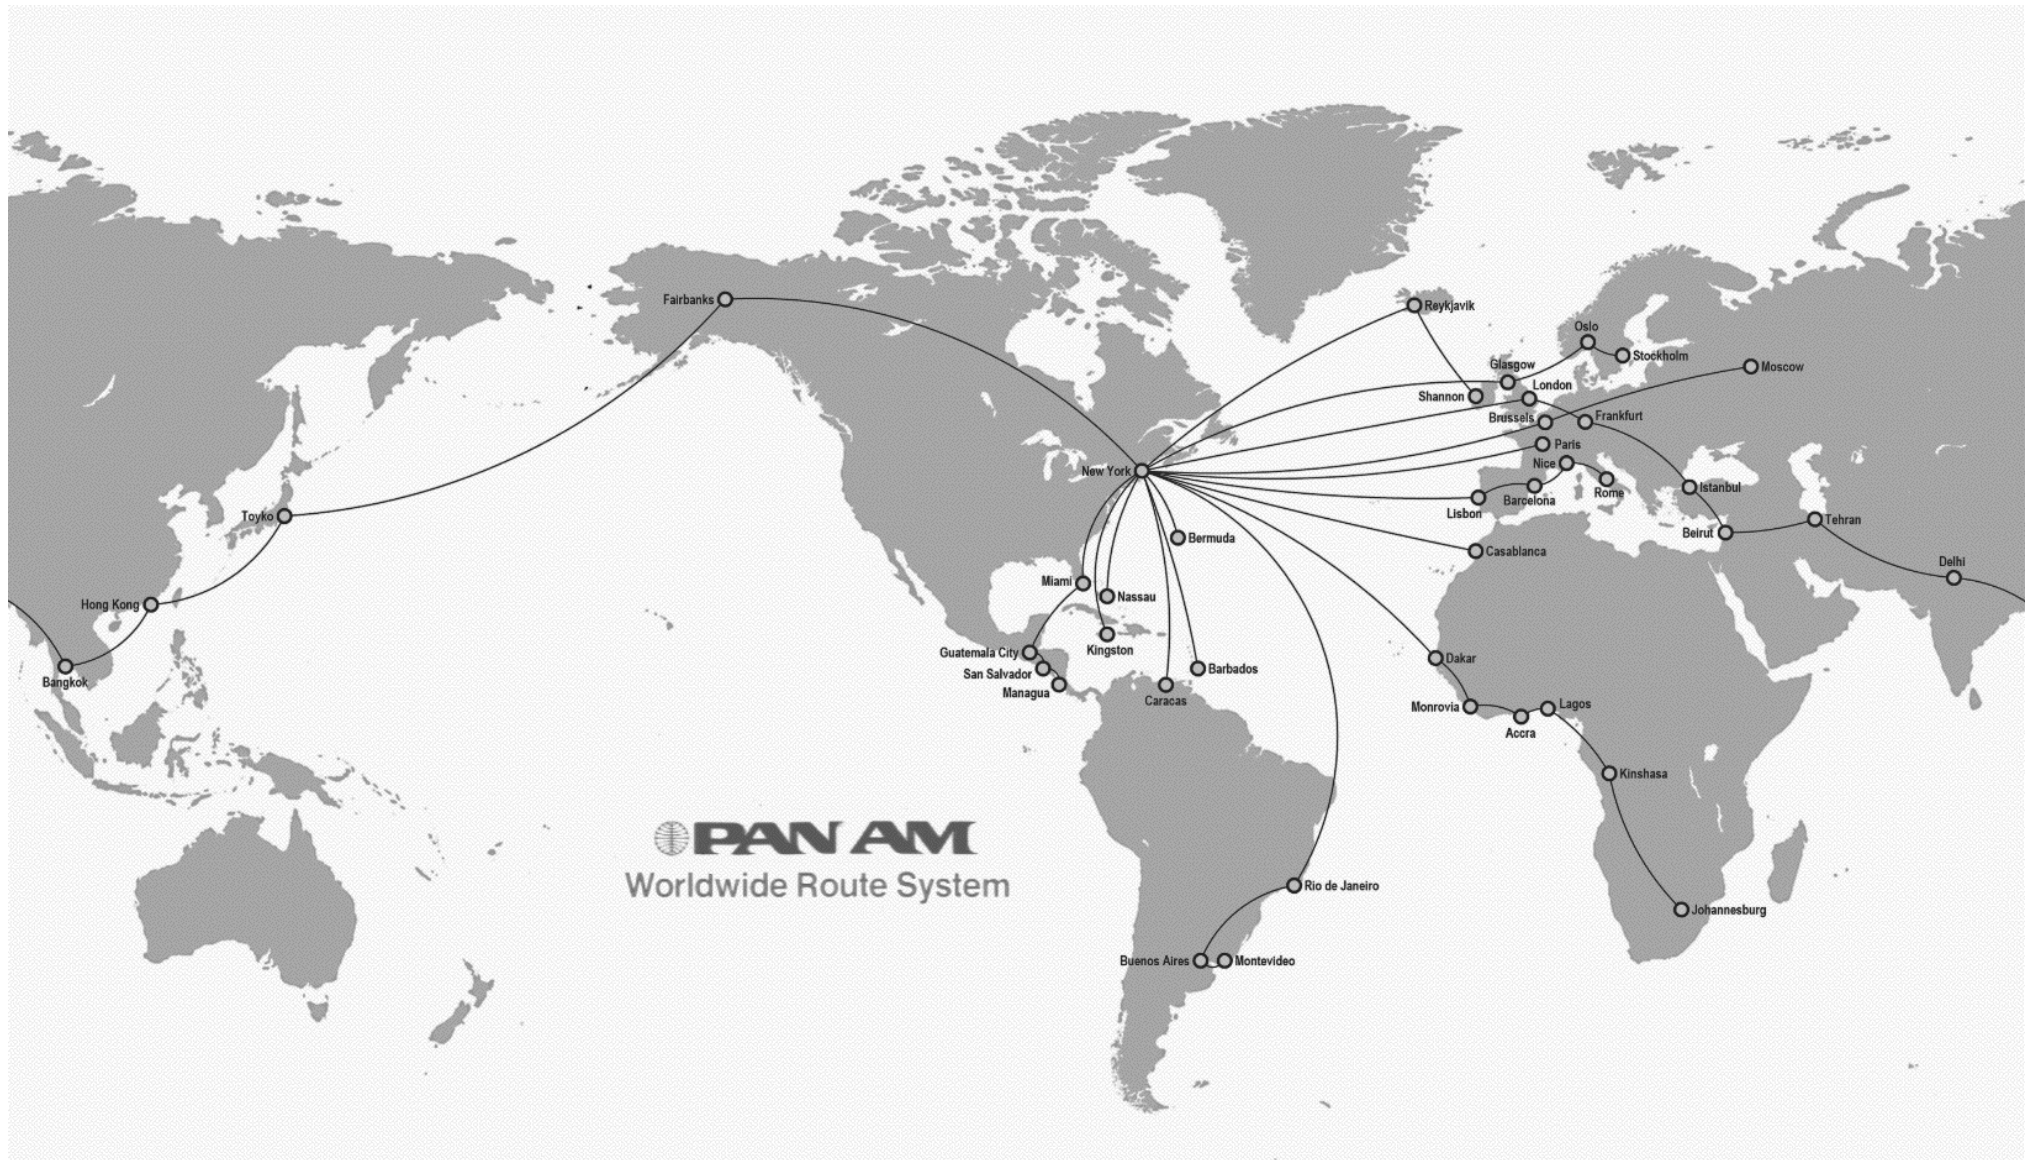 Fairbanks
Reykjavik
Oslo
Stockholm
Glasgow
Moscow
London
Shannon
Brussels
Frankfurt
Paris
Nice
New York
Rome
Istanbul
Barcelona
Lisbon
Toyko
Tehran
Beirut
Bermuda
Casablanca
Delhi
Miami
Nassau
Hong Kong
Kingston
Guatemala City
Dakar
San Salvador
Barbados
Bangkok
Managua
Caracas
Monrovia
Lagos
Accra
Kinshasa
PAN AM
Worldwide Route System
Rio de Janeiro
Johannesburg
Buenos Aires
Montevideo